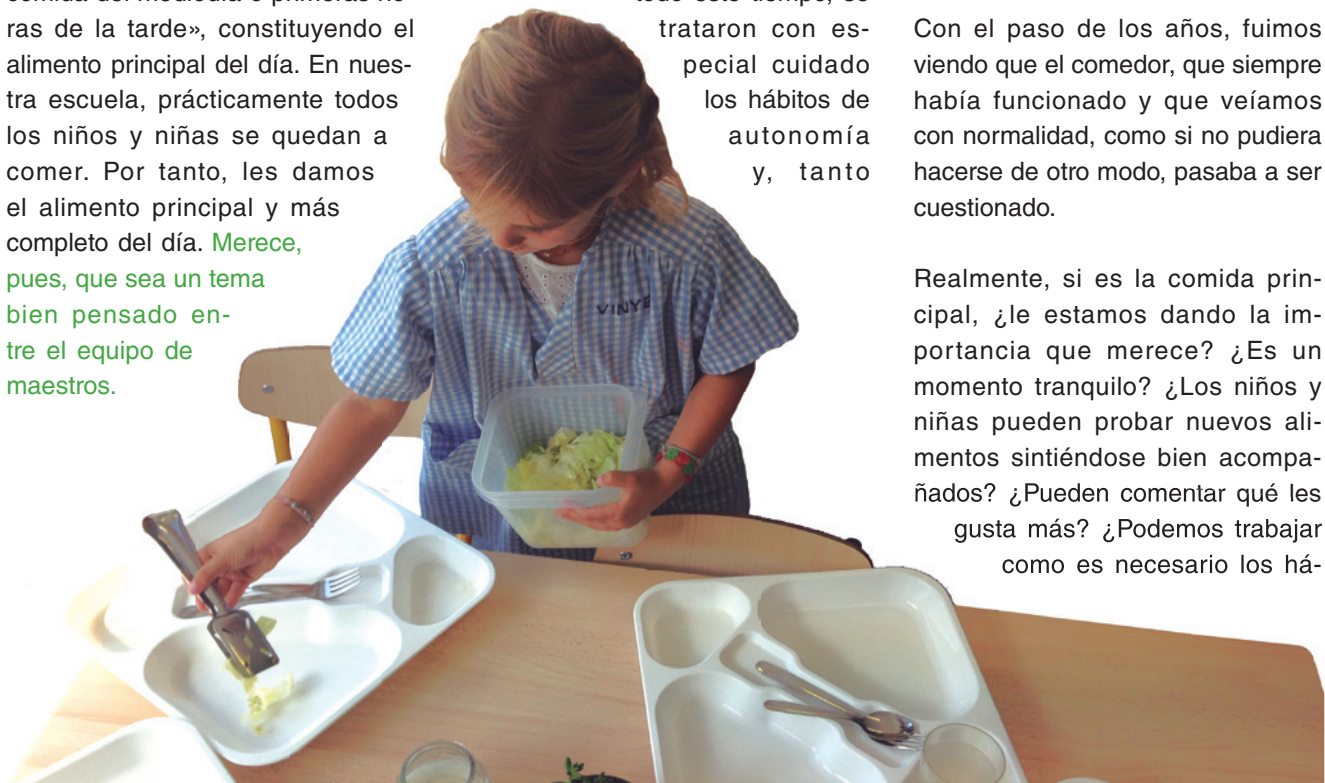 ras de la tarde», constituyendo el
alimento principal del día. En nues-
tra escuela, prácticamente todos
los niños y niñas se quedan a
comer. Por tanto, les damos
el alimento principal y más
completo del día. Merece,
pues, que sea un tema
bien pensado en-
tre el equipo de
maestros.
trataron con es-
pecial cuidado
los hábitos de
autonomía
y, tanto
Con el paso de los años, fuimos
viendo que el comedor, que siempre
había funcionado y que veíamos
con normalidad, como si no pudiera
hacerse de otro modo, pasaba a ser
cuestionado.
Realmente, si es la comida prin-
cipal, ¿le estamos dando la im-
portancia que merece? ¿Es un
momento tranquilo? ¿Los niños y
niñas pueden probar nuevos ali-
mentos sintiéndose bien acompa-
ñados? ¿Pueden comentar qué les
gusta más? ¿Podemos trabajar
como es necesario los há-
VINYE